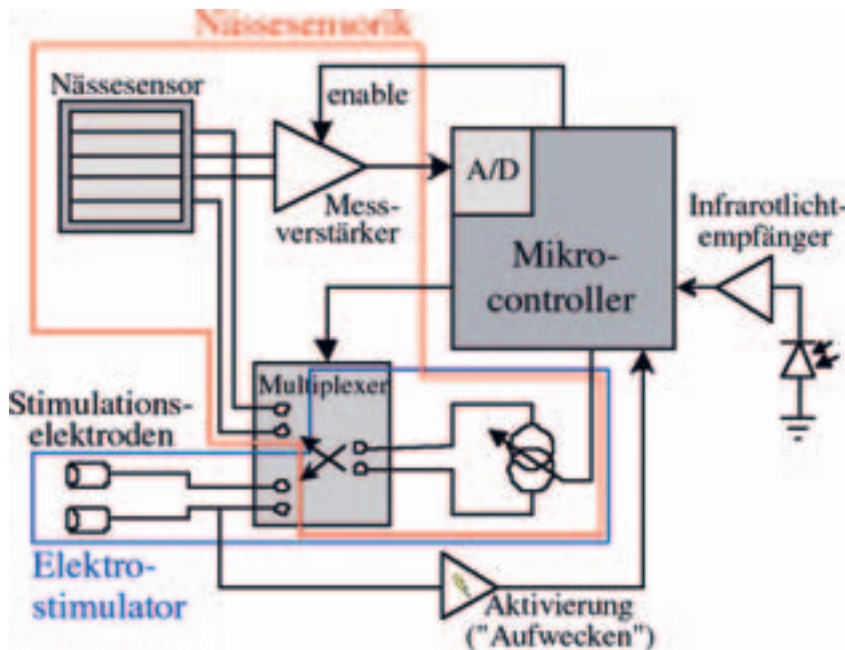 Nässesensorik
Nässesensor
enable
A/D
Mess-
verstärker
Infrarotlicht-
empfänger
Mikro-
controller
Multiplexer
Stimulations-
elektroden
Elektro-
stimulator
Aktivierung
("Aufwecken")